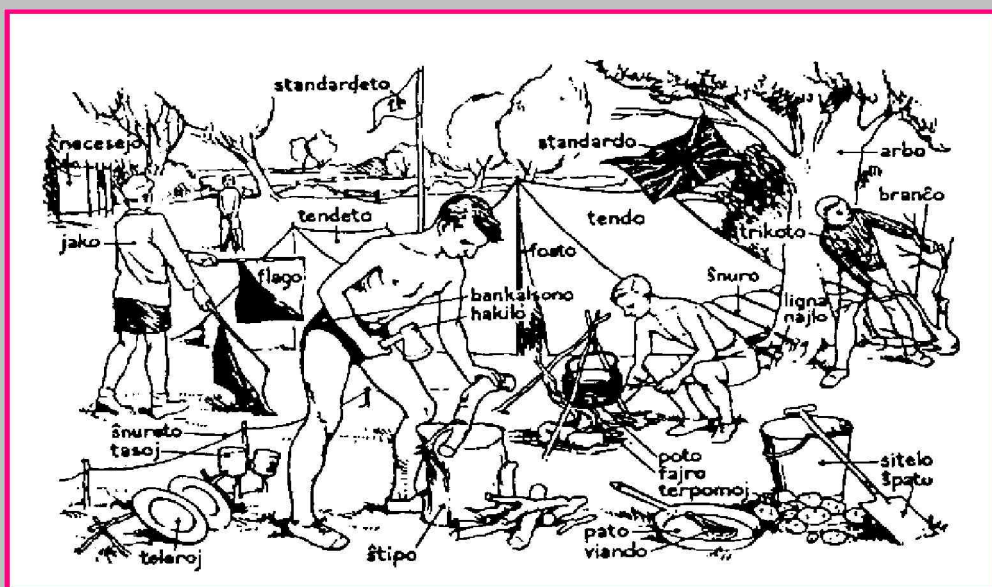 standardeto
necesejo
standardo
arbo
branĉo
tendeto
tendo
trikoto
jako
fosto
flago
ŝnuro
bankalsono
hakilo
ligna
najlo
ŝnureto
tasoj
poto
fajro
terpomoj
sitelo
ŝpato
teleroj
ŝtipo
pato
viando